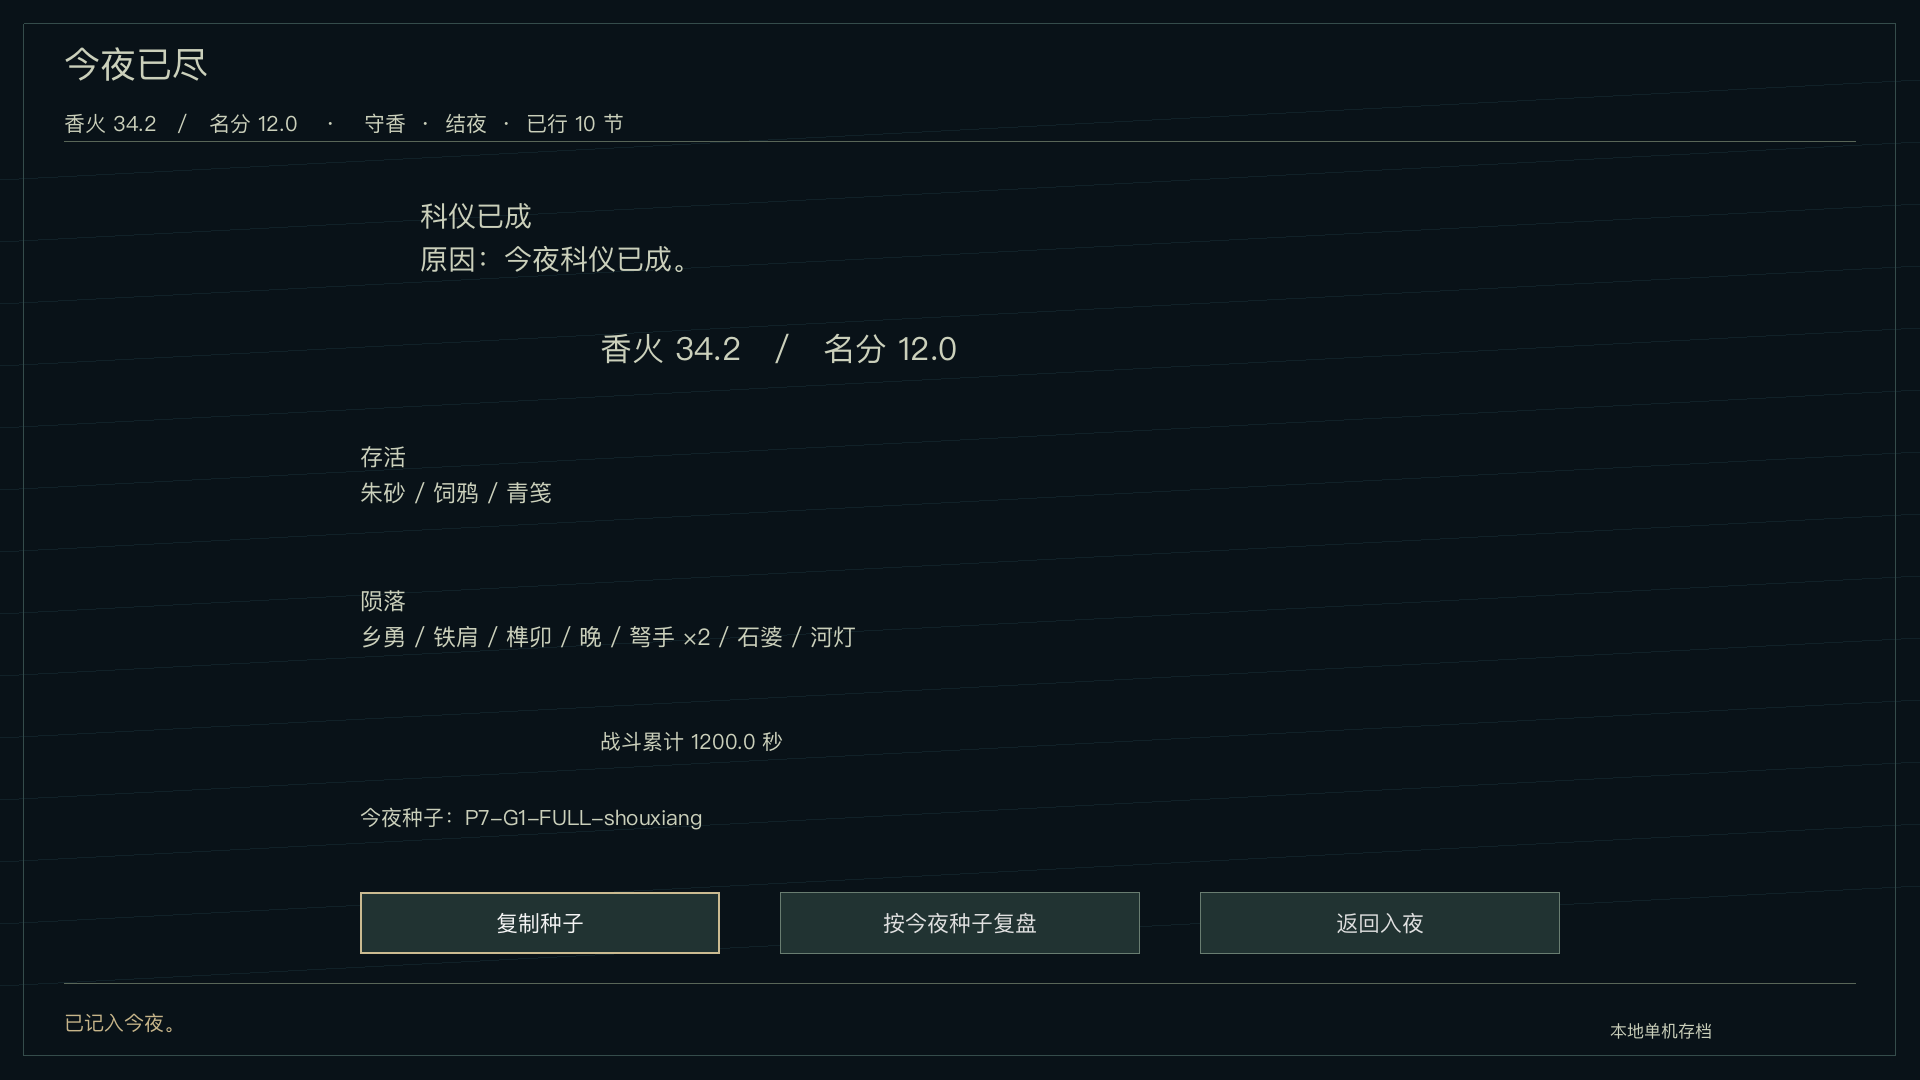 今夜已尽
香火 34.2 / 名分 12.0 · 守香 · 结夜 · 已行 10 节
科仪已成
原因：今夜科仪已成。
香火 34.2 / 名分 12.0
存活
朱砂 / 饲鸦 / 青笺
陨落
乡勇 / 铁肩 / 榫卯 / 晚 / 弩手 ×2 / 石婆 / 河灯
战斗累计 1200.0 秒
今夜种子：P7–G1–FULL–shouxiang
复制种子
按今夜种子复盘
返回入夜
已记入今夜。
本地单机存档